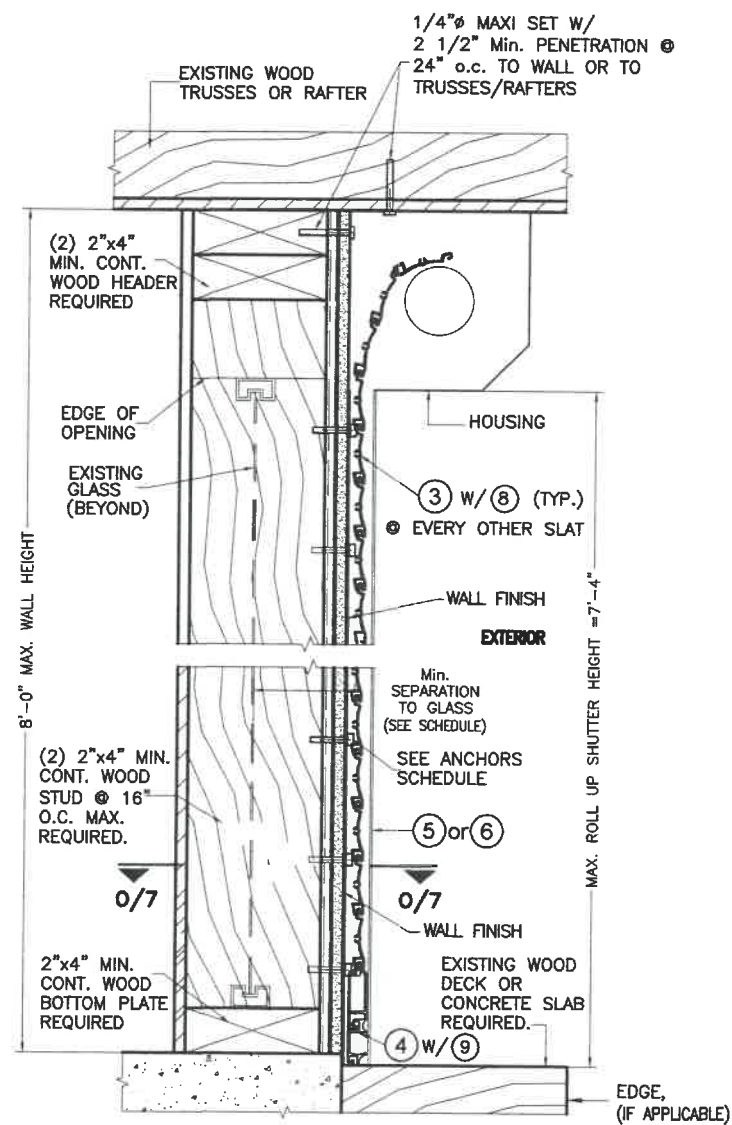 1/4"ø MAXI SET W/
2 1/2" Min. PENETRATION @
24" o.c. TO WALL OR TO
TRUSSES/RAFTERS
EXISTING WOOD
TRUSSES OR RAFTER
(2) 2"x4"
MIN. CONT.
WOOD HEADER
REQUIRED
EDGE OF
OPENING
HOUSING
EXISTING
GLASS
(BEYOND)
3 W/ 8 (TYP.)
@ EVERY OTHER SLAT
WALL FINISH
EXTERIOR
8'-0" MAX. WALL HEIGHT
MAX. ROLL UP SHUTTER HEIGHT =7'-4"
Min.
SEPARATION
TO GLASS
(SEE SCHEDULE)
SEE ANCHORS
SCHEDULE
(2) 2"x4" MIN.
CONT. WOOD
STUD @ 16"
O.C. MAX.
REQUIRED.
5 or 6
0/7
0/7
WALL FINISH
2"x4" MIN.
CONT. WOOD
BOTTOM PLATE
REQUIRED
EXISTING WOOD
DECK OR
CONCRETE SLAB
REQUIRED.
4 W/ 9
EDGE,
(IF APPLICABLE)